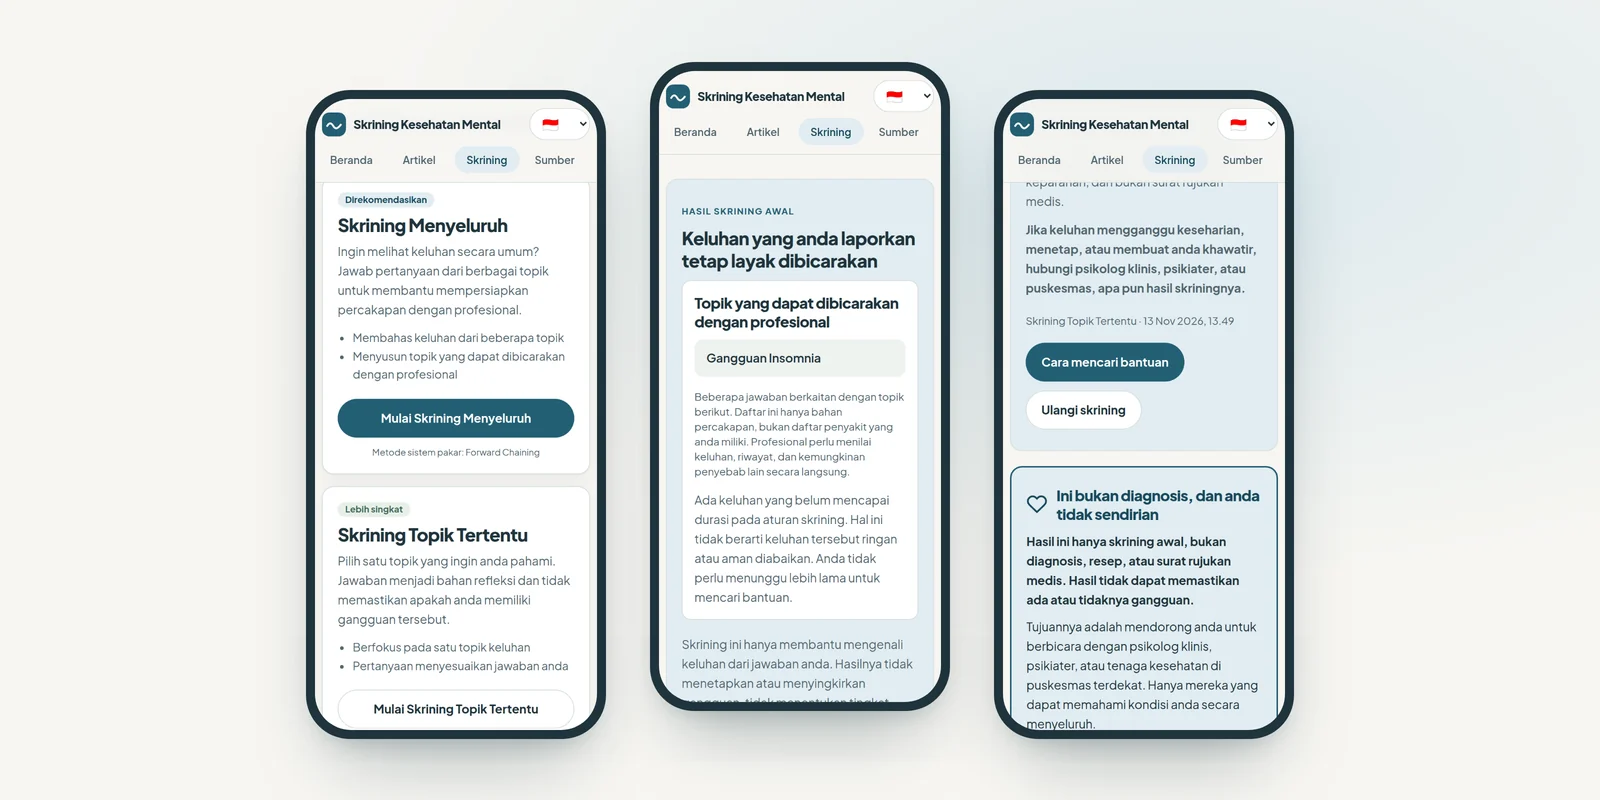 Skrining Kesehatan Mental
Beranda Artikel Skrining Sumber
Direkomendasikan
Skrining Menyeluruh
Ingin melihat keluhan secara umum?
Jawab pertanyaan dari berbagai topik
untuk membantu mempersiapkan
percakapan dengan profesional.
• Membahas keluhan dari beberapa topik
• Menyusun topik yang dapat dibicarakan
dengan profesional
Mulai Skrining Menyeluruh
Metode sistem pakar: Forward Chaining
Lebih singkat
Skrining Topik Tertentu
Pilih satu topik yang ingin anda pahami.
Jawaban menjadi bahan refleksi dan tidak
memastikan apakah anda memiliki
gangguan tersebut.
• Berfokus pada satu topik keluhan
• Pertanyaan menyesuaikan jawaban anda
Mulai Skrining Topik Tertentu
Skrining Kesehatan Mental
Beranda Artikel Skrining Sumber
HASIL SKRINING AWAL
Keluhan yang anda laporkan
tetap layak dibicarakan
Topik yang dapat dibicarakan
dengan profesional
Gangguan Insomnia
Beberapa jawaban berkaitan dengan topik
berikut. Daftar ini hanya bahan
percakapan, bukan daftar penyakit yang
anda miliki. Profesional perlu menilai
keluhan, riwayat, dan kemungkinan
penyebab lain secara langsung.
Ada keluhan yang belum mencapai
durasi pada aturan skrining. Hal ini
tidak berarti keluhan tersebut ringan
atau aman diabaikan. Anda tidak
perlu menunggu lebih lama untuk
mencari bantuan.
Skrining ini hanya membantu mengenali
keluhan dari jawaban anda. Hasilnya tidak
menetapkan atau menyingkirkan
gangguan, tidak menentukan tingkat
Skrining Kesehatan Mental
Beranda Artikel Skrining Sumber
keparahan, dan bukan surat rujukan
medis.
Jika keluhan mengganggu keseharian,
menetap, atau membuat anda khawatir,
hubungi psikolog klinis, psikiater, atau
puskesmas, apa pun hasil skriningnya.
Skrining Topik Tertentu · 13 Nov 2026, 13.49
Cara mencari bantuan
Ulangi skrining
Ini bukan diagnosis, dan anda
tidak sendirian
Hasil ini hanya skrining awal, bukan
diagnosis, resep, atau surat rujukan
medis. Hasil tidak dapat memastikan
ada atau tidaknya gangguan.
Tujuannya adalah mendorong anda untuk
berbicara dengan psikolog klinis,
psikiater, atau tenaga kesehatan di
puskesmas terdekat. Hanya mereka yang
dapat memahami kondisi anda secara
menyeluruh.